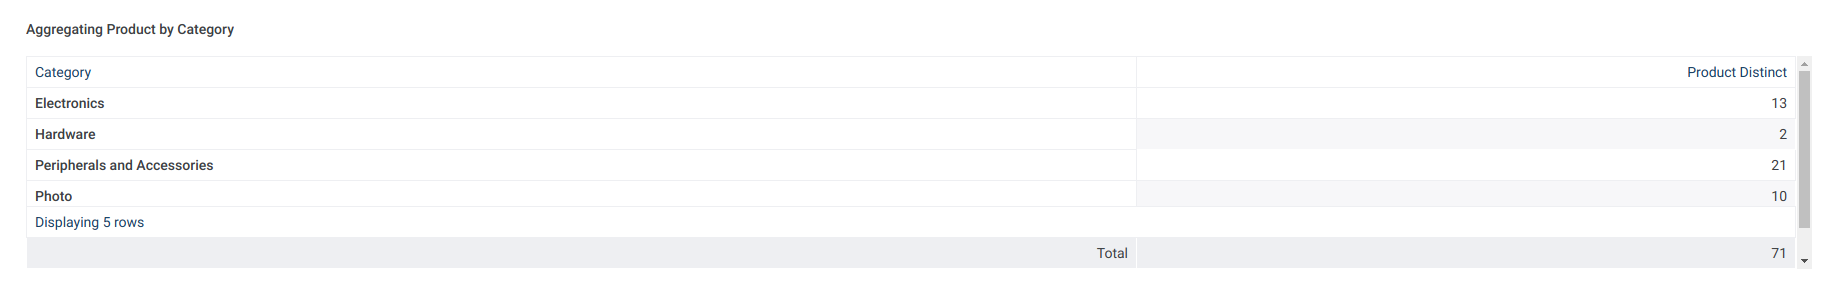 Aggregating Product by Category
Category Product Distinct
Electronics 13
Hardware 2
Peripherals and Accessories 21
Photo 10
Displaying 5 rows
Total 71